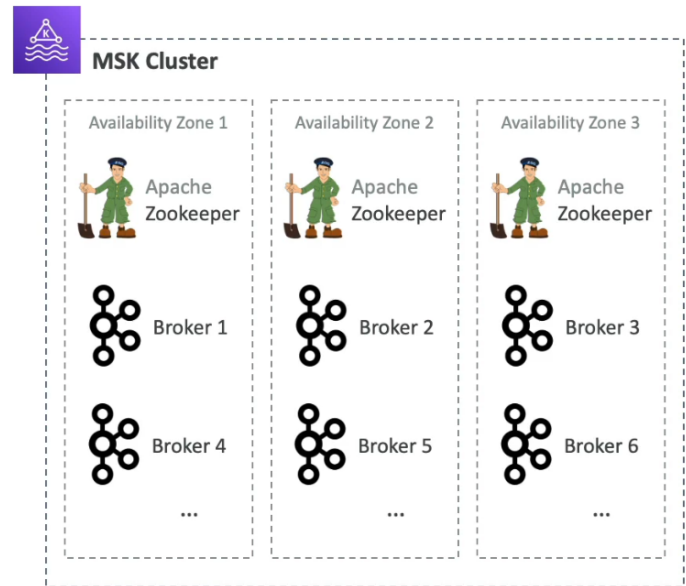 MSK Cluster
Availability Zone 1
Apache
Zookeeper
Broker 1
Broker 4
...
Availability Zone 2
Apache
Zookeeper
Broker 2
Broker 5
...
Availability Zone 3
Apache
Zookeeper
Broker 3
Broker 6
...